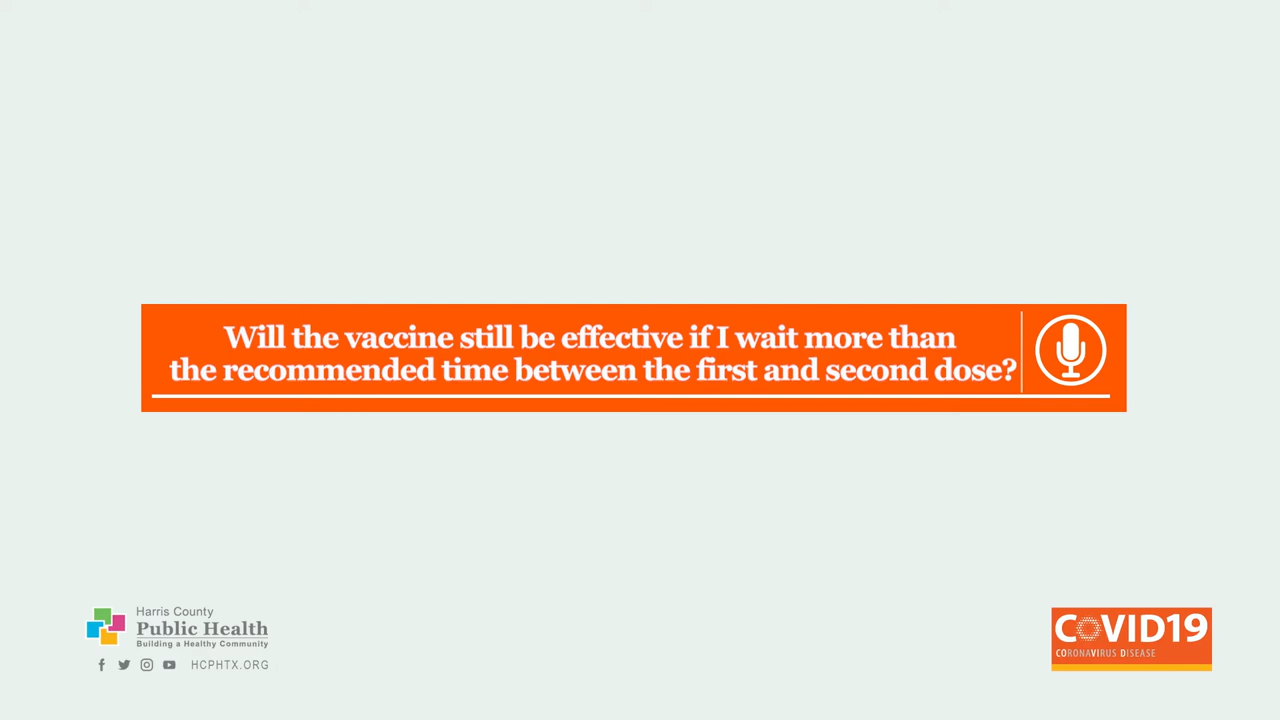 Will the vaccine still be effective if I wait more than
the recommended time between the first and second dose?
Harris County
Public Health
Building a Healthy Community
HCPHTX.ORG
COVID19
CORONAVIRUS DISEASE